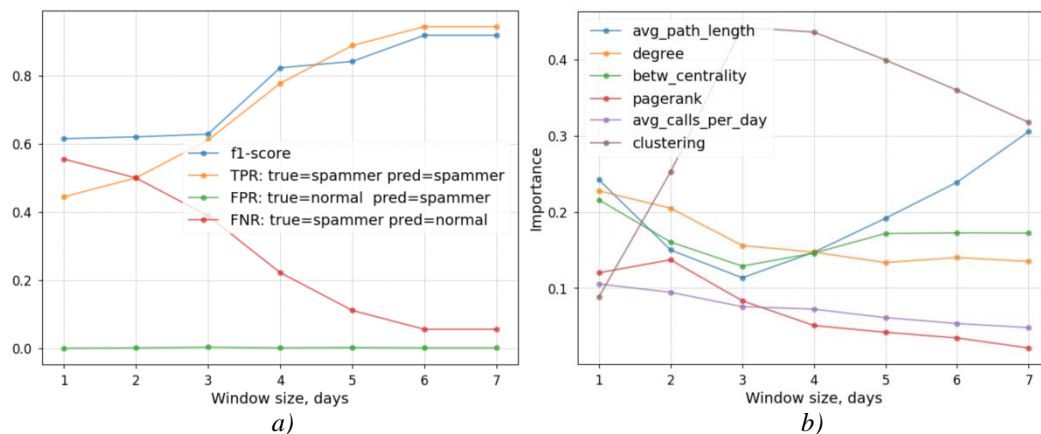 0.8
0.6
0.4
0.2
0.0
f1-score
TPR: true=spammer pred=spammer
FPR: true=normal pred=spammer
FNR: true=spammer pred=normal
1 2 3 4 5 6 7
Window size, days
a)
Importance
0.4
0.3
0.2
0.1
avg_path_length
degree
betw_centrality
pagerank
avg_calls_per_day
clustering
1 2 3 4 5 6 7
Window size, days
b)